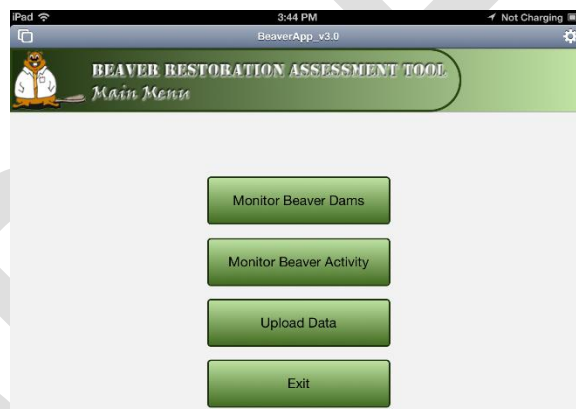 iPad 3:44 PM Not Charging
BeaverApp_v3.0
BEAVER RESTORATION ASSESSMENT TOOL
Main Menu
Monitor Beaver Dams
Monitor Beaver Activity
Upload Data
Exit